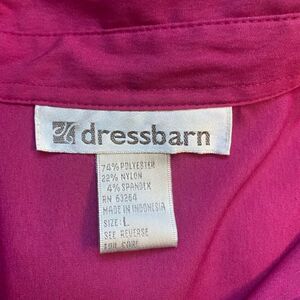 dressbarn
74% POLYESTER
22% NYLON
4% SPANDEX
RN 63264
MADE IN INDONESIA
SIZE: L
SEE REVERSE
FOR CARE